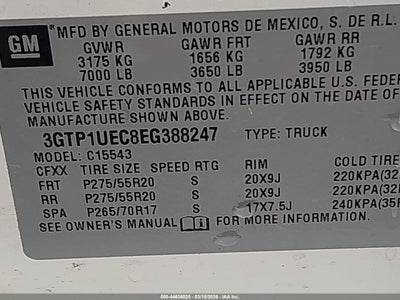 GM
MFD BY GENERAL MOTORS DE MEXICO, S. DE R.L.
GVWR GAWR FRT GAWR RR
3175 KG 1656 KG 1792 KG
7000 LB 3650 LB 3950 LB
THIS VEHICLE CONFORMS TO ALL APPLICABLE U.S. FEDER
VEHICLE SAFETY STANDARDS IN EFFECT ON THE DATE OF
MANUFACTURE SHOWN ABOVE.
3GTP1UEC8EG388247 TYPE: TRUCK
MODEL: C15543
CFXX TIRE SIZE SPEED RTG RIM COLD TIR
FRT P275/55R20 S 20X9J 220KPA(32
RR P275/55R20 S 20X9J 220KPA(32
SPA P265/70R17 S 17X7.5J 240KPA(35P
SEE OWNER'S MANUAL FOR ADDITIONAL INFORMATION.